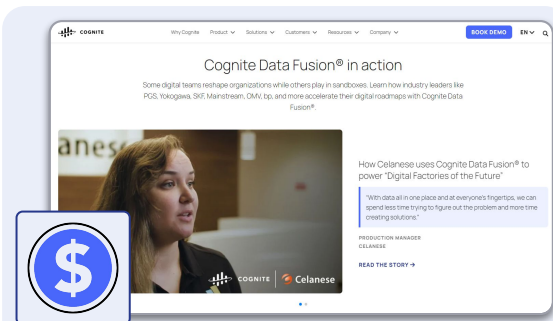 COGNITE
Why Cognite Product Solutions Customers Resources Company BOOK DEMO EN
Cognite Data Fusion® in action
Some digital teams reshape organizations while others play in sandboxes. Learn how industry leaders like
PGS, Yokogawa, SKF, Mainstream, OMV, bp, and more accelerate their digital roadmaps with Cognite Data
Fusion®.
anes
COGNITE Celanese
How Celanese uses Cognite Data Fusion® to
power “Digital Factories of the Future”
“With data all in one place and at everyone's fingertips, we can
spend less time trying to figure out the problem and more time
creating solutions.”
PRODUCTION MANAGER
CELANESE
READ THE STORY →
$